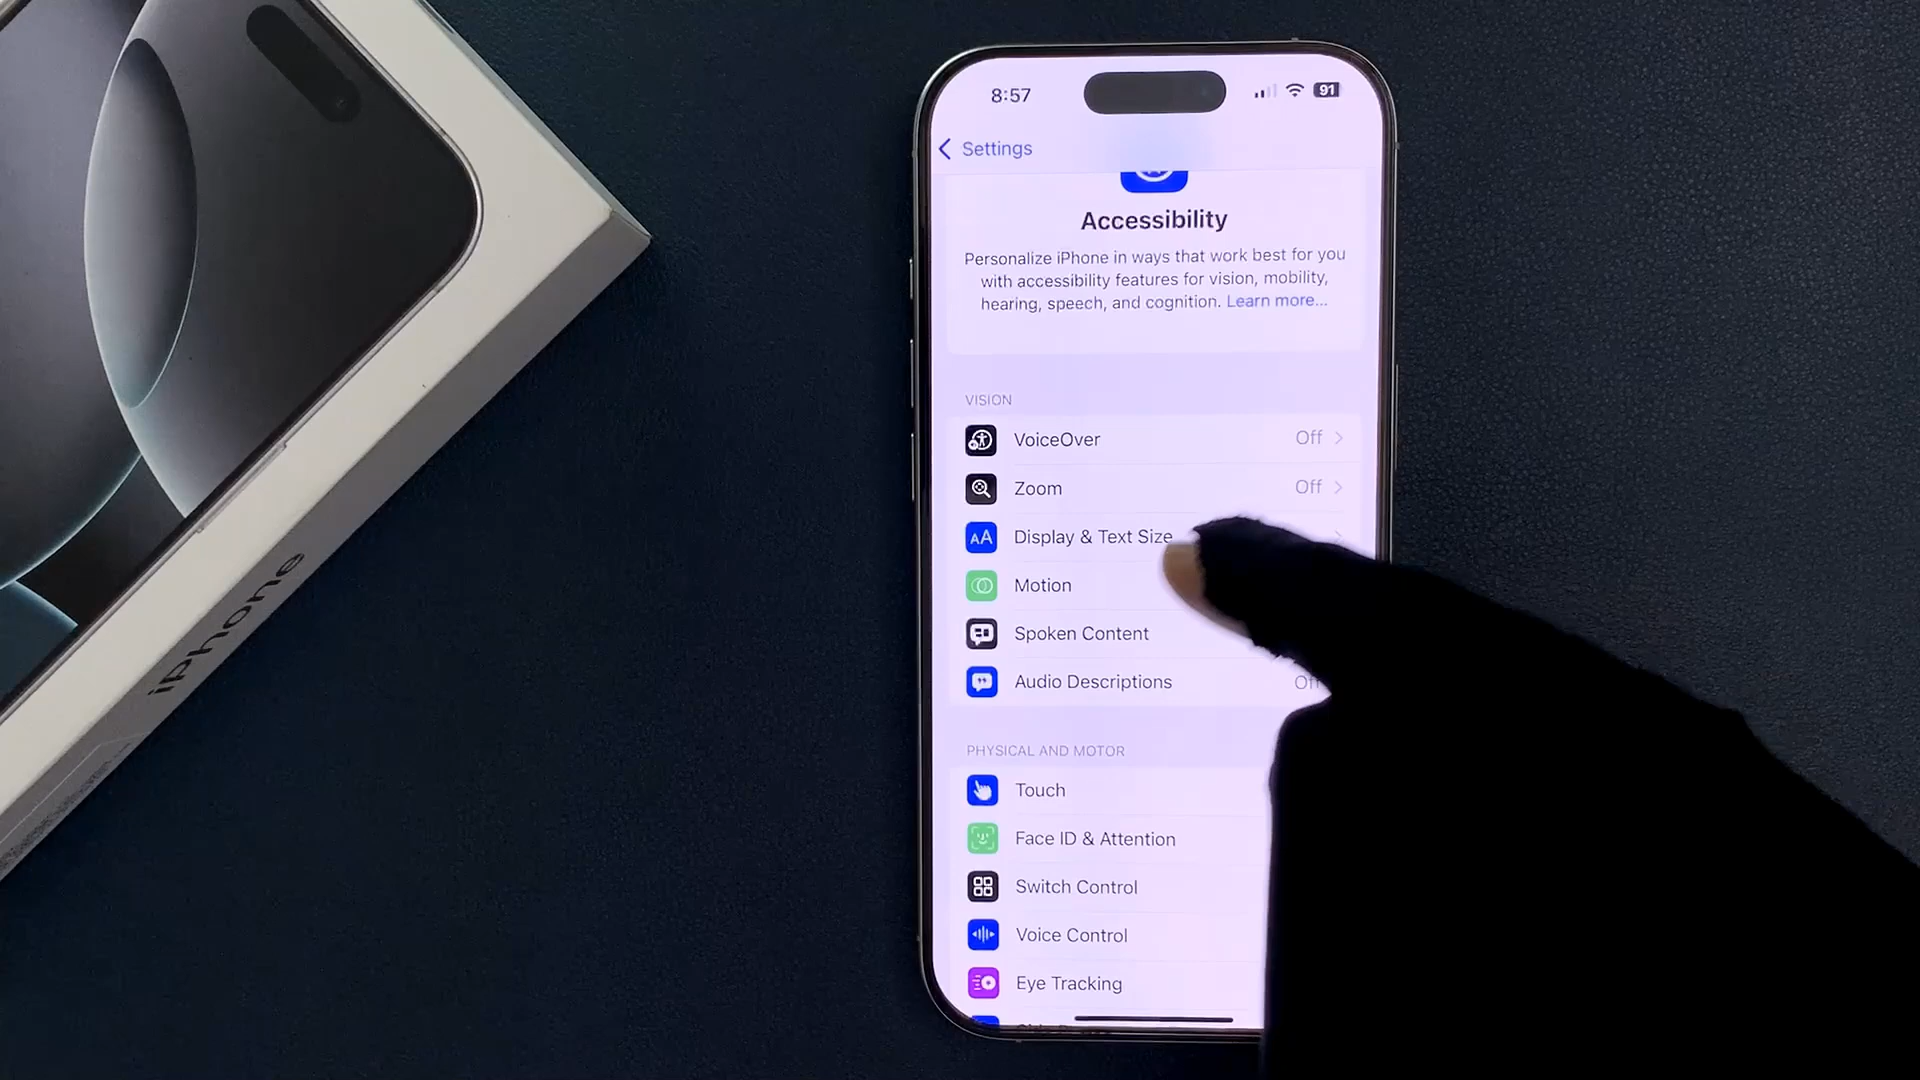 iPhone
8:57
91
Settings
Accessibility
Personalize iPhone in ways that work best for you
with accessibility features for vision, mobility,
hearing, speech, and cognition. Learn more...
VISION
VoiceOver Off
Zoom Off
AA Display & Text Size
Motion
Spoken Content
Audio Descriptions Off
PHYSICAL AND MOTOR
Touch
Face ID & Attention
Switch Control
Voice Control
Eye Tracking